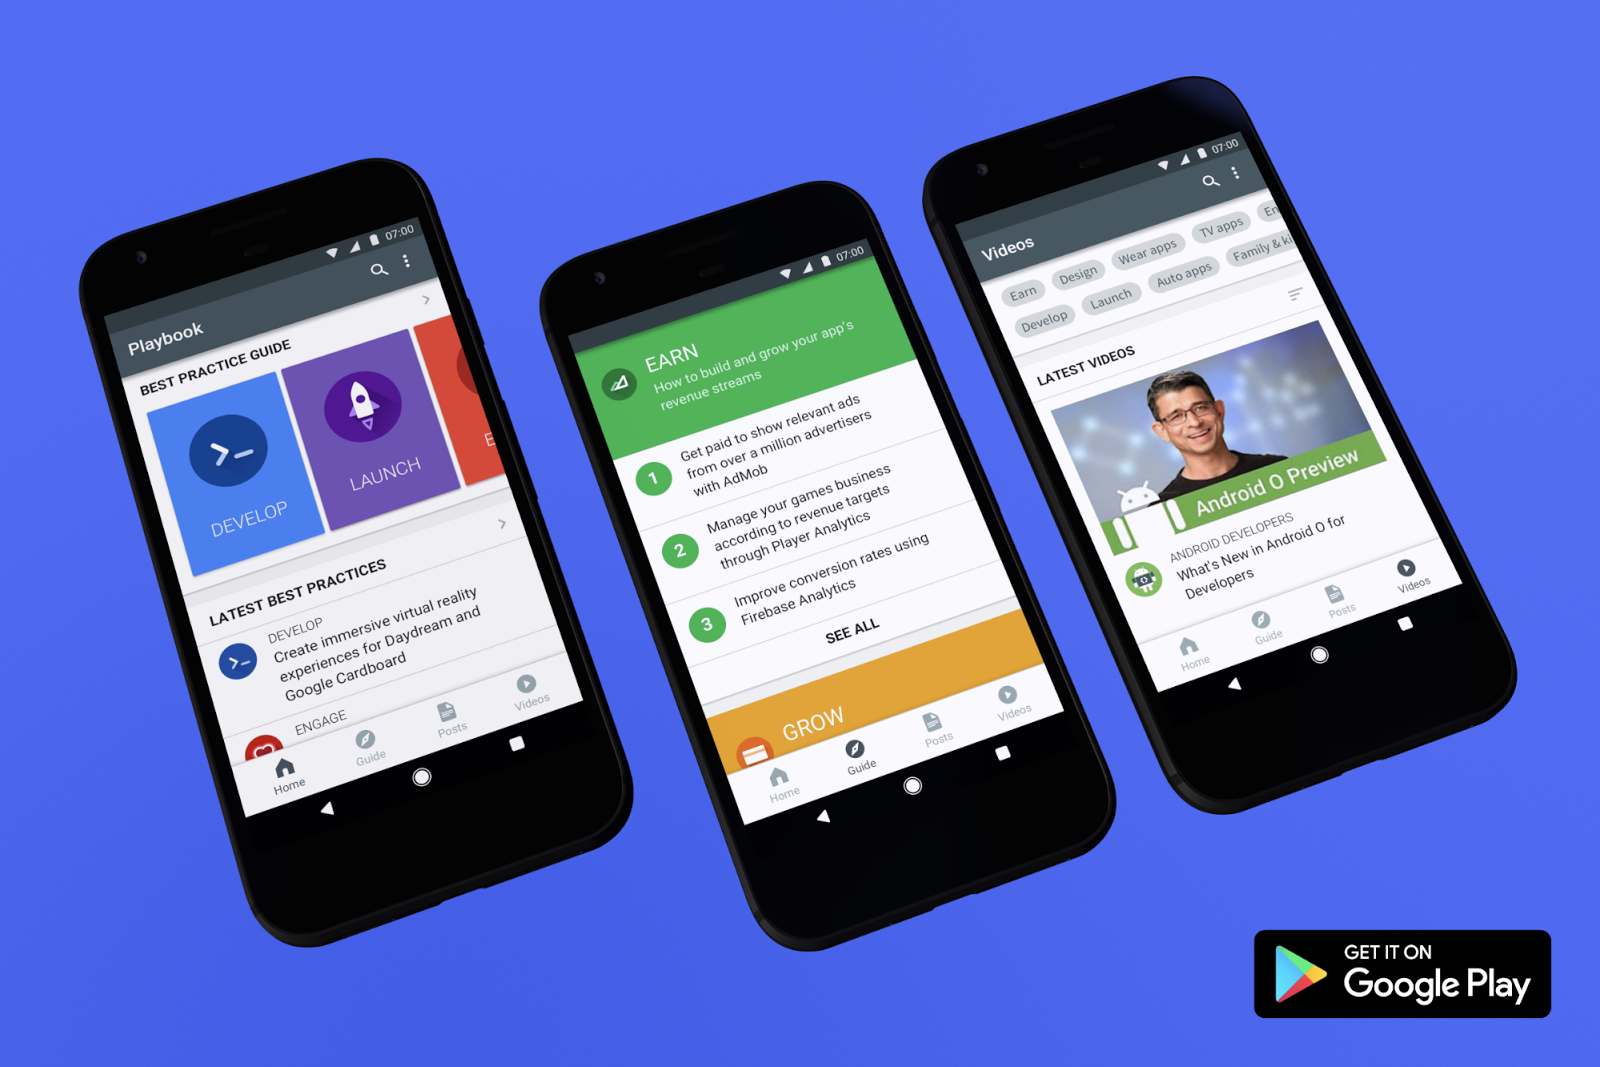 07:00
Playbook
BEST PRACTICE GUIDE
DEVELOP
LAUNCH
LATEST BEST PRACTICES
DEVELOP
Create immersive virtual reality
experiences for Daydream and
Google Cardboard
ENGAGE
Home
Guide
Posts
Videos
07:00
EARN
How to build and grow your app's
revenue streams
1
Get paid to show relevant ads
from over a million advertisers
with AdMob
2
Manage your games business
according to revenue targets
through Player Analytics
3
Improve conversion rates using
Firebase Analytics
SEE ALL
GROW
Home
Guide
Posts
Videos
07:00
Videos
Earn
Design
Wear apps
TV apps
En
Develop
Launch
Auto apps
Family & ki
LATEST VIDEOS
Android O Preview
ANDROID DEVELOPERS
What's New in Android O for
Developers
Home
Guide
Posts
Videos
GET IT ON
Google Play